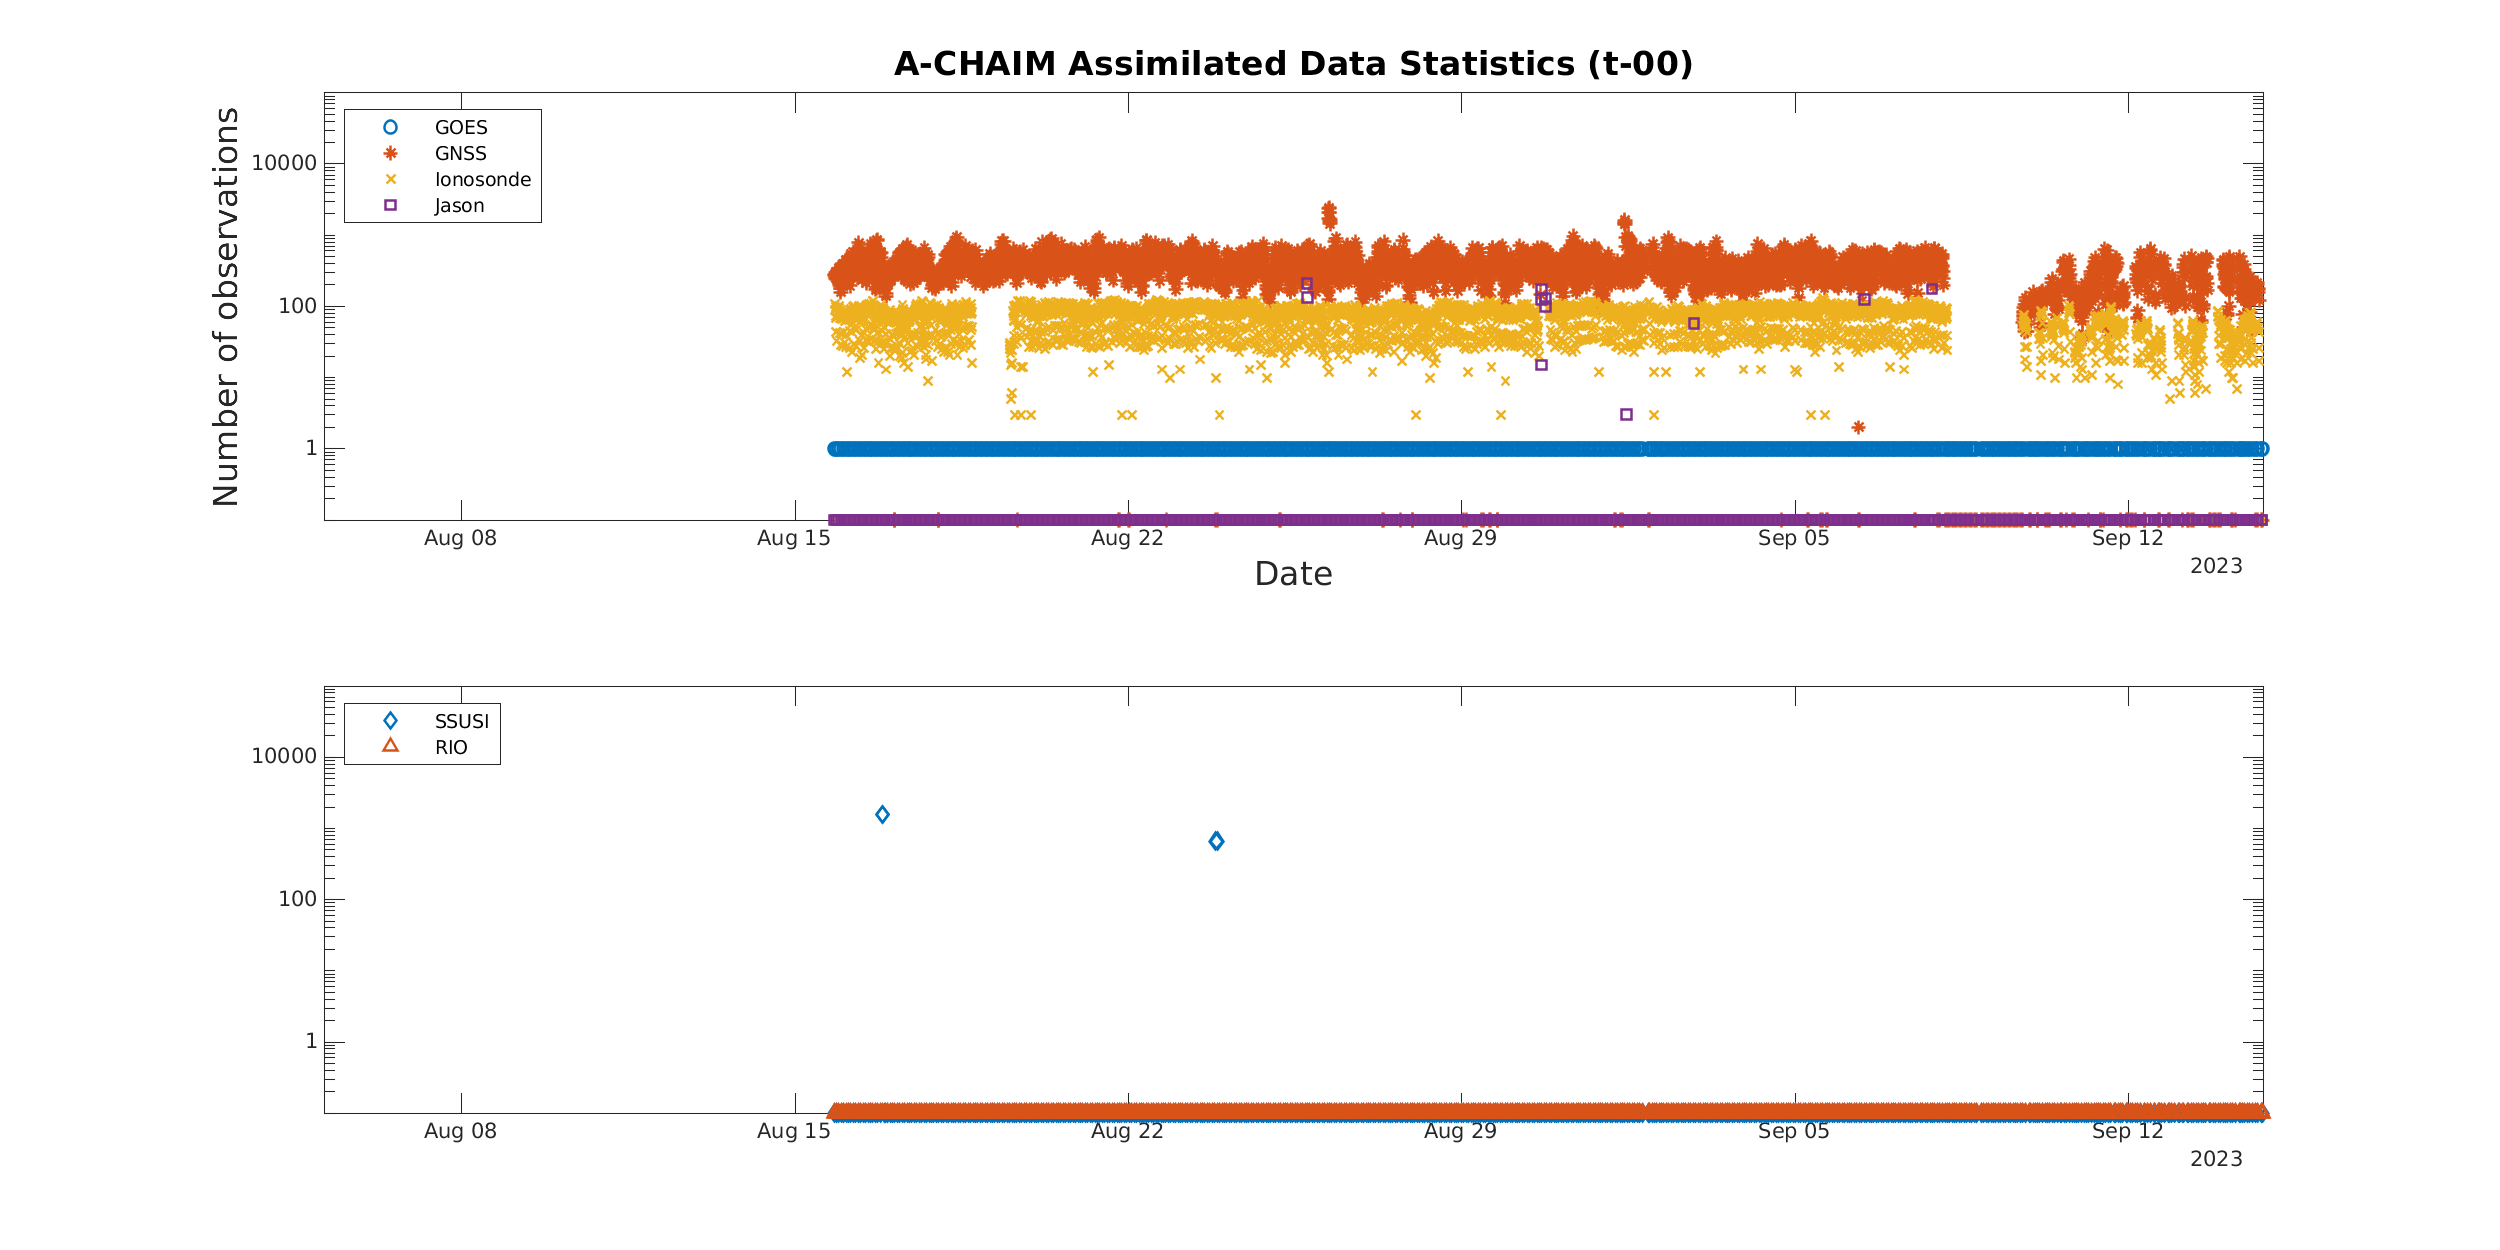 A-CHAIM Assimilated Data Statistics (t-00)
Number of observations
GOES
GNSS
Ionosonde
Jason
10000
100
1
Aug 08
Aug 15
Aug 22
Aug 29
Sep 05
Sep 12
2023
Date
SSUSI
RIO
10000
100
1
Aug 08
Aug 15
Aug 22
Aug 29
Sep 05
Sep 12
2023